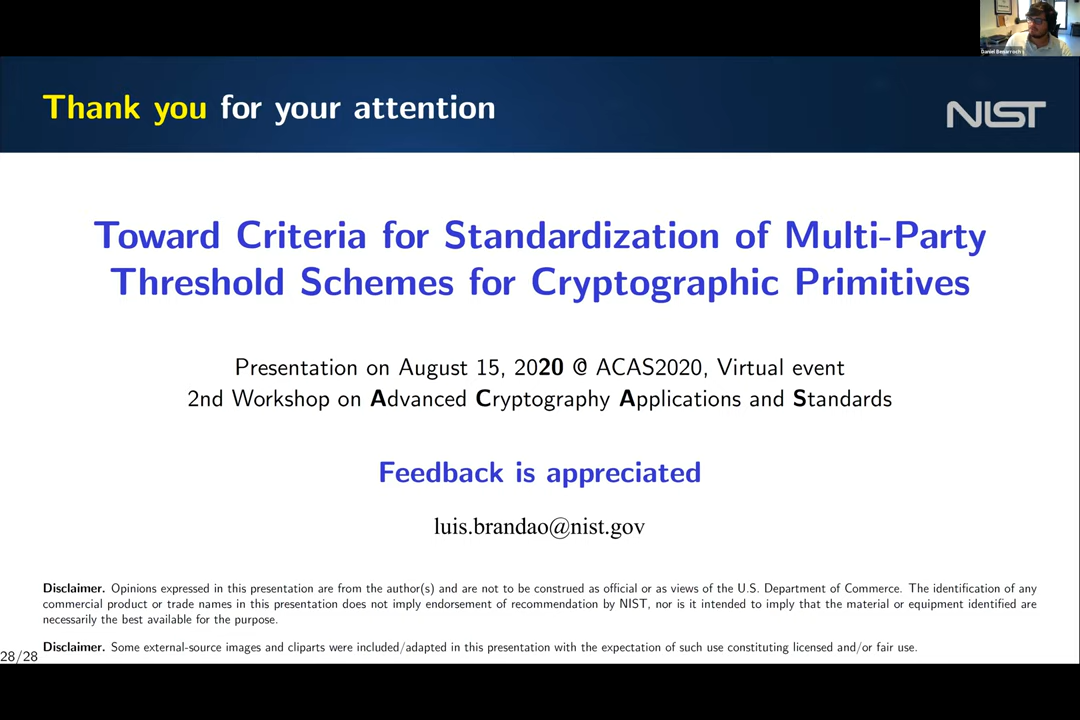 Daniel Benarroch
Thank you for your attention
NIST
Toward Criteria for Standardization of Multi-Party
Threshold Schemes for Cryptographic Primitives
Presentation on August 15, 2020 @ ACAS2020, Virtual event
2nd Workshop on Advanced Cryptography Applications and Standards
Feedback is appreciated
luis.brandao@nist.gov
Disclaimer. Opinions expressed in this presentation are from the author(s) and are not to be construed as official or as views of the U.S. Department of Commerce. The identification of any
commercial product or trade names in this presentation does not imply endorsement of recommendation by NIST, nor is it intended to imply that the material or equipment identified are
necessarily the best available for the purpose.
Disclaimer. Some external-source images and cliparts were included/adapted in this presentation with the expectation of such use constituting licensed and/or fair use.
28/28